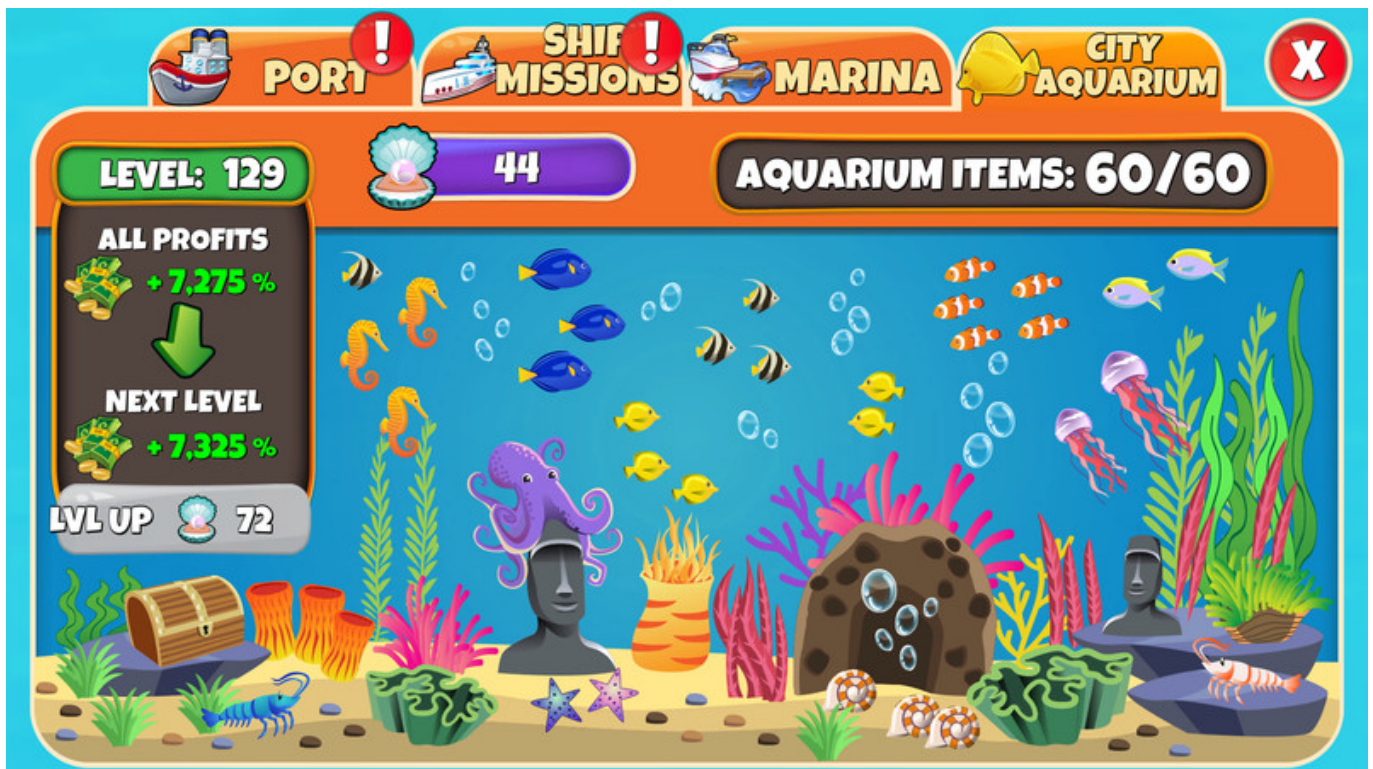 PORT
!
SHIP
MISSIONS
!
MARINA
CITY
AQUARIUM
X
LEVEL: 129
44
AQUARIUM ITEMS: 60/60
ALL PROFITS
+ 7,275 %
NEXT LEVEL
+ 7,325 %
LVL UP 72